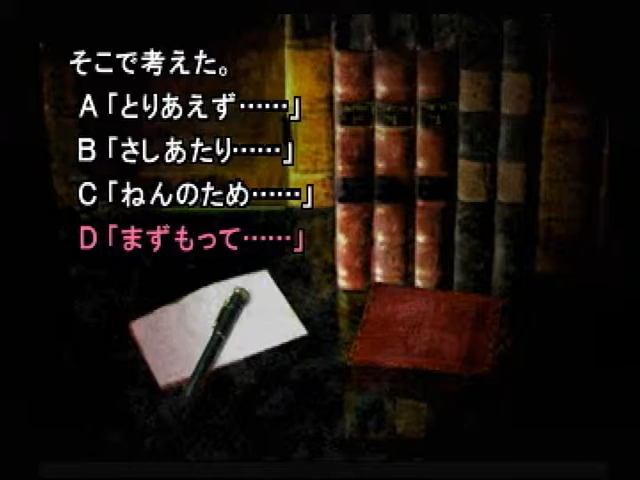 そこで考えた。
A「とりあえず……」
B「さしあたり……」
C「ねんのため……」
D「まずもって……」